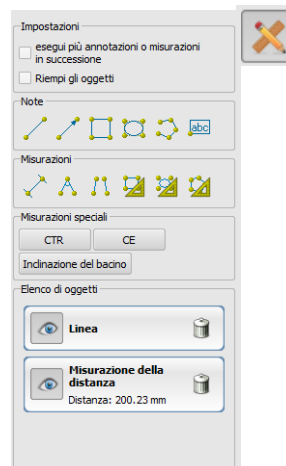 Impostazioni
esegui più annotazioni o misurazioni
in successione
Riempi gli oggetti
Note
abc
Misurazioni
Misurazioni speciali
CTR
CE
Inclinazione del bacino
Elenco di oggetti
Linea
Misurazione della
distanza
Distanza: 200.23 mm